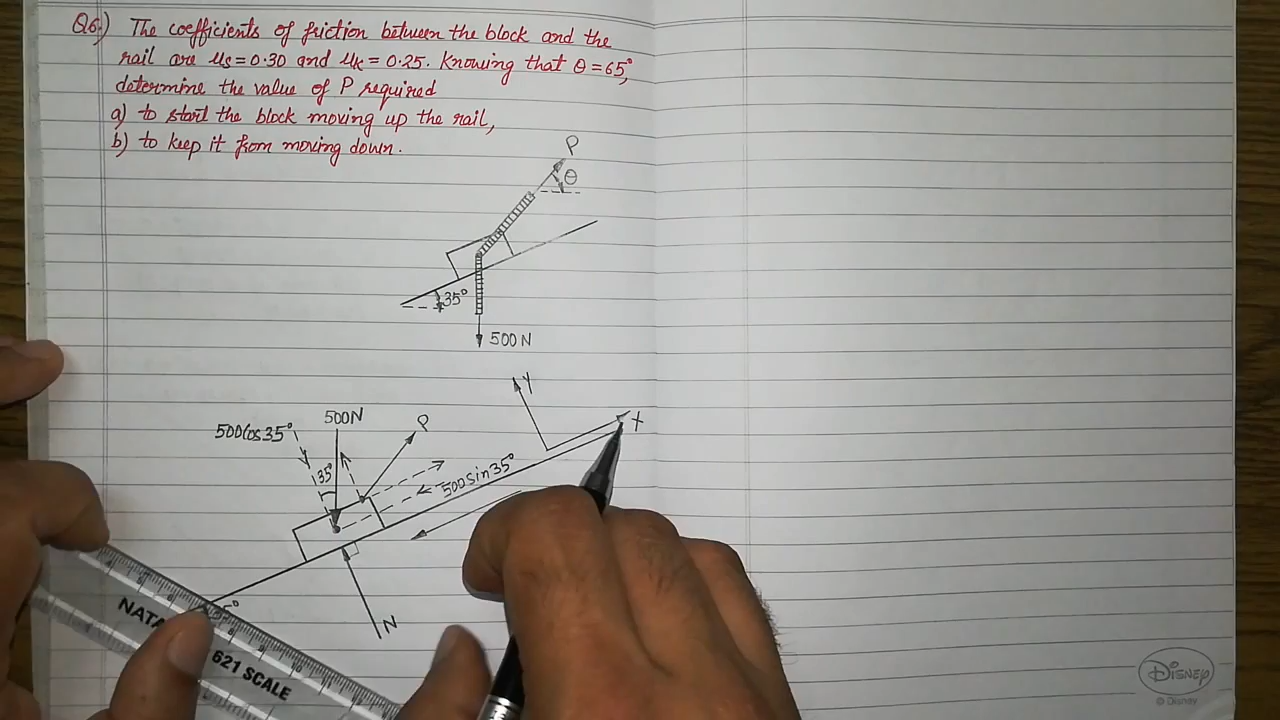 Q6.) The coefficients of friction between the block and the
rail are μs = 0.30 and μk = 0.25. Knowing that θ = 65°,
determine the value of P required
a) to start the block moving up the rail,
b) to keep it from moving down.
P
θ
35°
500 N
Y
X
500N
P
500Cos35°
35°
500sin35°
N
NATA
621 SCALE
DISNEY
© Disney